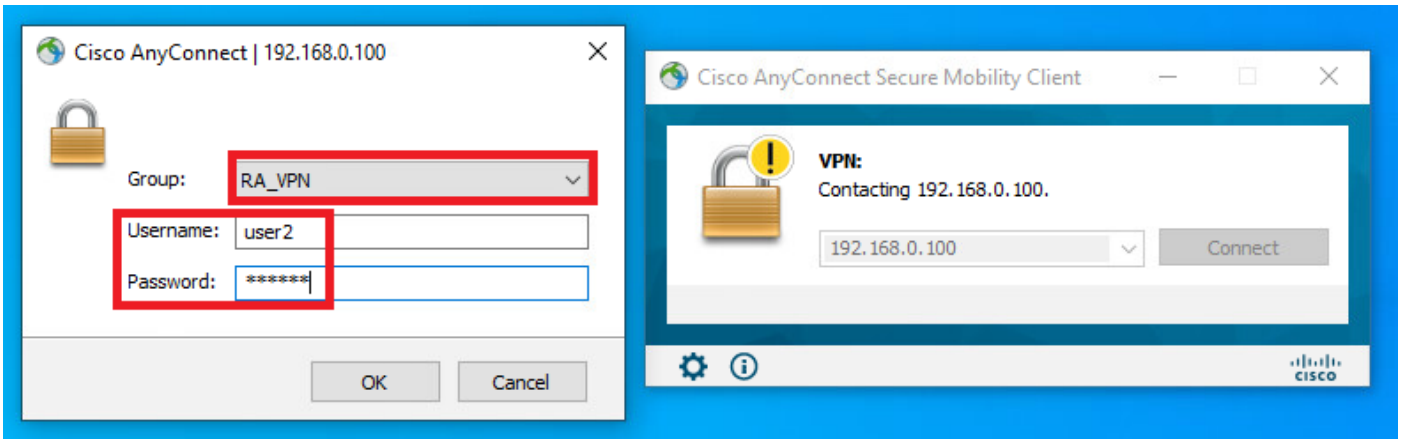 Cisco AnyConnect | 192.168.0.100
Group: RA_VPN
Username: user2
Password: ******
OK Cancel
Cisco AnyConnect Secure Mobility Client
VPN:
Contacting 192.168.0.100.
192.168.0.100 Connect
CISCO